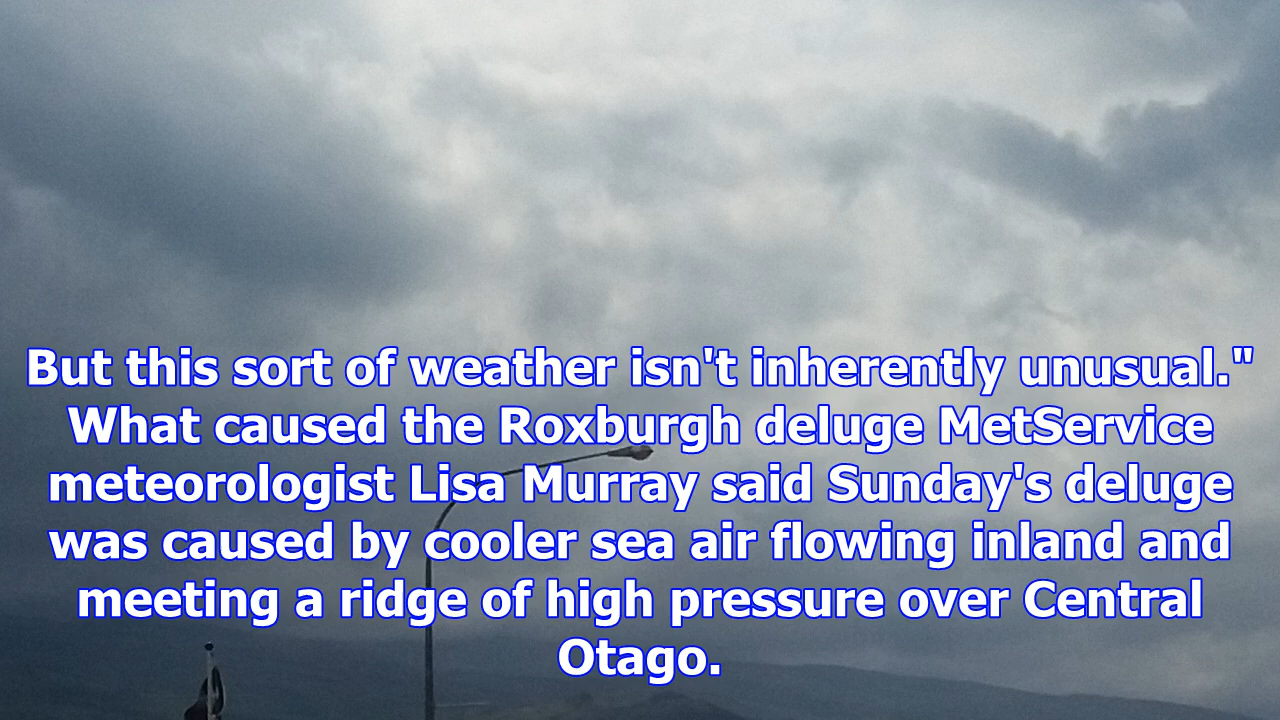 But this sort of weather isn't inherently unusual."
What caused the Roxburgh deluge MetService
meteorologist Lisa Murray said Sunday's deluge
was caused by cooler sea air flowing inland and
meeting a ridge of high pressure over Central
Otago.